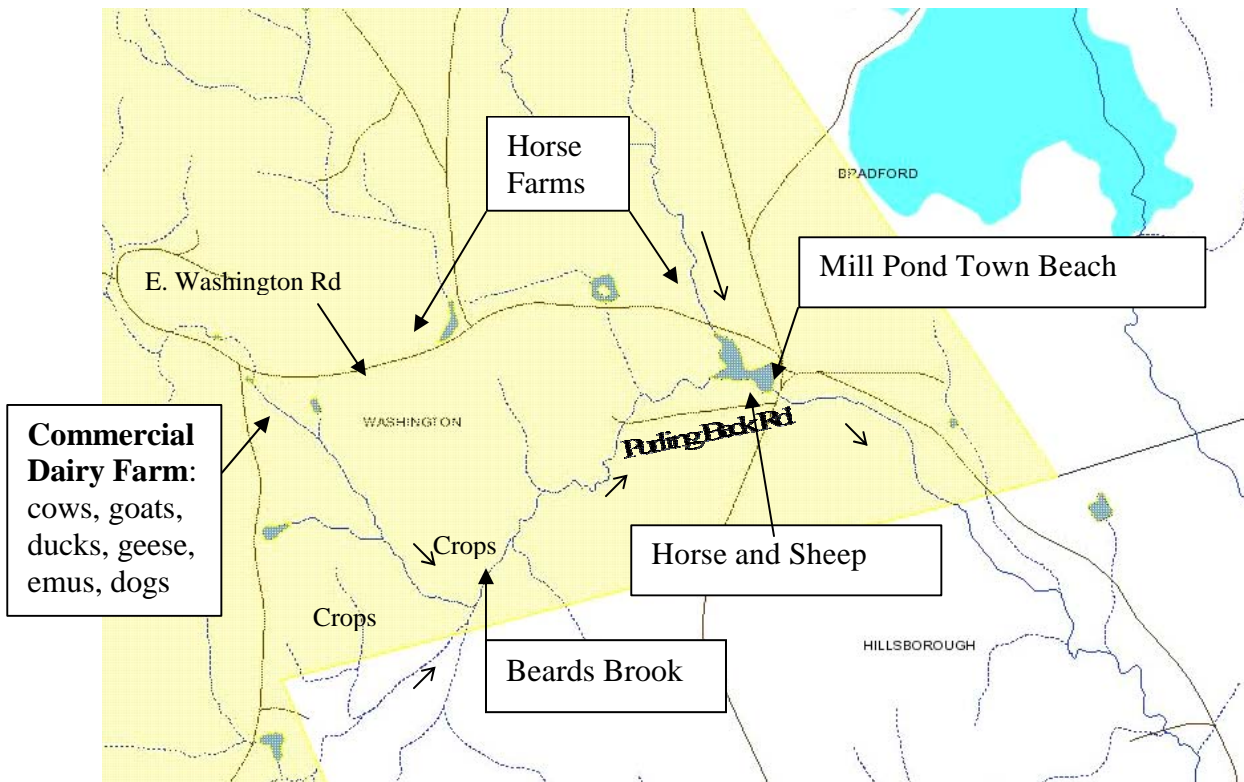 Horse
Farms
BRADFORD
Mill Pond Town Beach
E. Washington Rd
WASHINGTON
Commercial
Dairy Farm:
cows, goats,
ducks, geese,
emus, dogs
Purling Beck Rd
Crops
Horse and Sheep
Crops
Beards Brook
HILLSBOROUGH